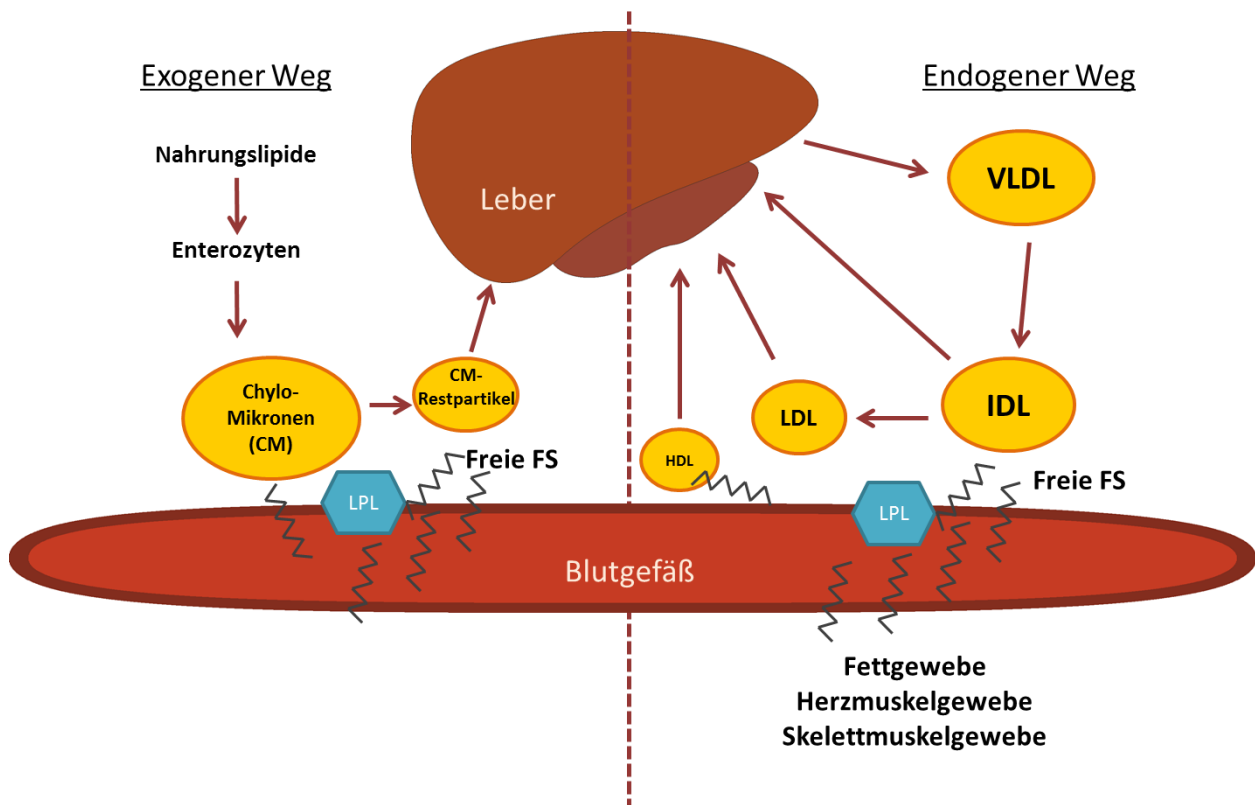 Exogener Weg
Nahrungslipide
Enterozyten
Chylo-
Mikronen
(CM)
CM-
Restpartikel
Freie FS
LPL
Leber
Endogener Weg
VLDL
IDL
LDL
HDL
Freie FS
LPL
Blutgefäß
Fettgewebe
Herzmuskelgewebe
Skelettmuskelgewebe